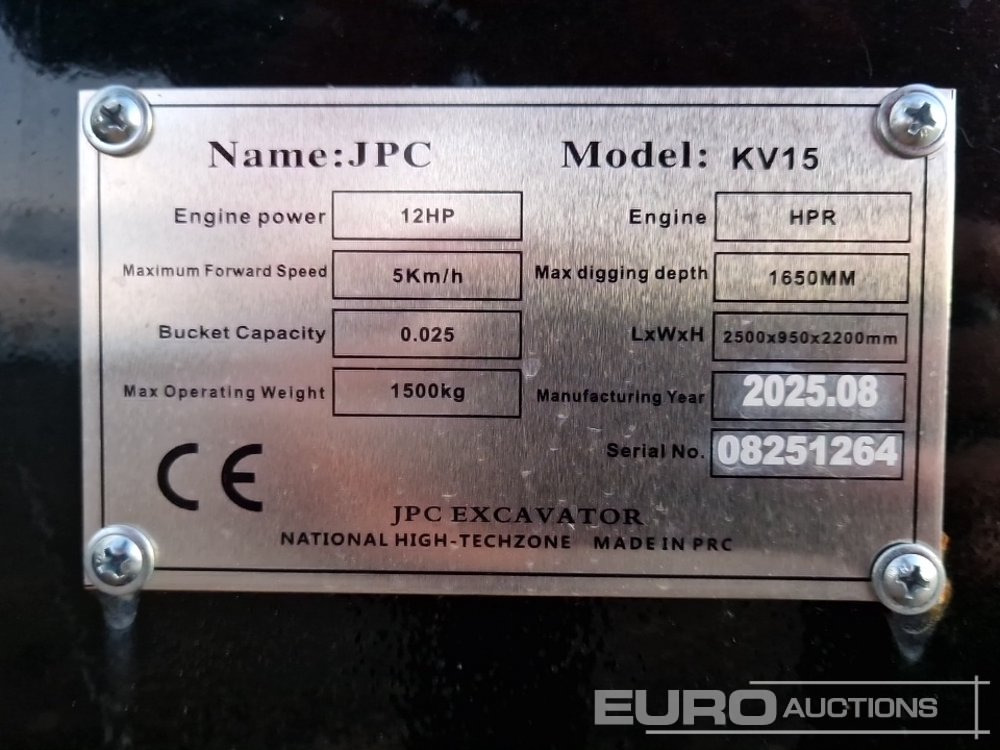 Name:JPC Model: KV15
Engine power 12HP Engine HPR
Maximum Forward Speed 5Km/h Max digging depth 1650MM
Bucket Capacity 0.025 LxWxH 2500x950x2200mm
Max Operating Weight 1500kg Manufacturing Year 2025.08
Serial No. 08251264
CE
JPC EXCAVATOR
NATIONAL HIGH-TECHZONE MADE IN PRC
EURO AUCTIONS